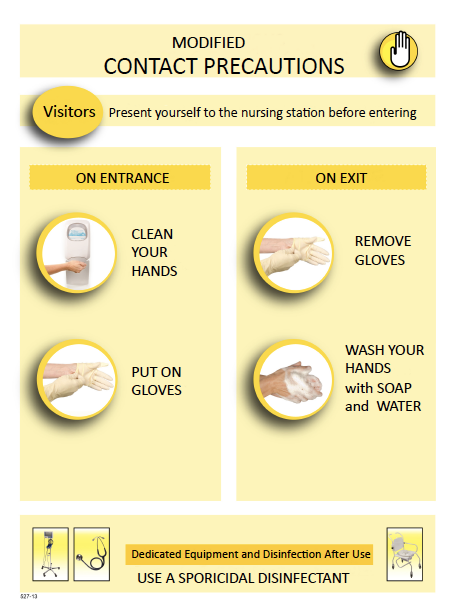 MODIFIED
CONTACT PRECAUTIONS
Visitors
Present yourself to the nursing station before entering
ON ENTRANCE
CLEAN
YOUR
HANDS
PUT ON
GLOVES
ON EXIT
REMOVE
GLOVES
WASH YOUR
HANDS
with SOAP
and WATER
Dedicated Equipment and Disinfection After Use
USE A SPORICIDAL DISINFECTANT
527-13